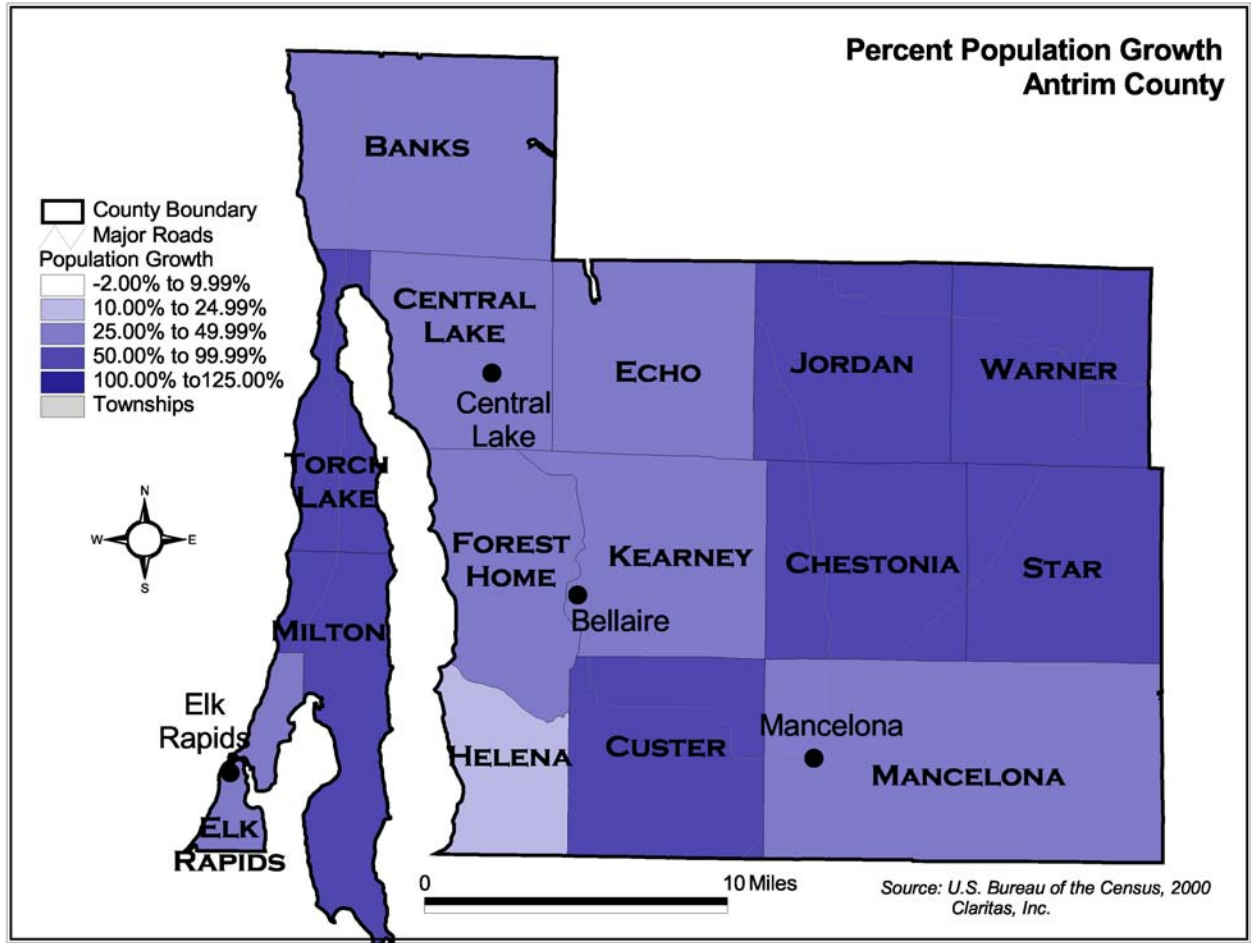 Percent Population Growth
Antrim County
BANKS
County Boundary
Major Roads
Population Growth
-2.00% to 9.99%
10.00% to 24.99%
25.00% to 49.99%
50.00% to 99.99%
100.00% to125.00%
Townships
CENTRAL
LAKE
Central
Lake
ECHO
JORDAN
WARNER
TORCH
LAKE
N
W
E
S
FOREST
HOME
KEARNEY
CHESTONIA
STAR
Bellaire
MILTON
Elk
Rapids
HELENA
CUSTER
Mancelona
MANCELONA
ELK
RAPIDS
0
10 Miles
Source: U.S. Bureau of the Census, 2000
Claritas, Inc.